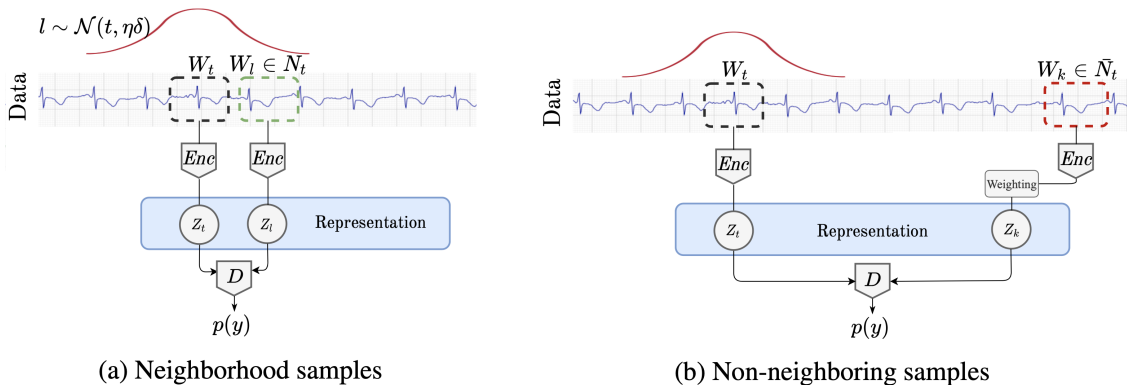 l ∼ 𝒩(t, ηδ)
W_t
W_l ∈ N_t
Data
Enc
Enc
Z_t
Z_l
Representation
D
p(y)
(a) Neighborhood samples
W_t
W_k ∈ N̄_t
Data
Enc
Enc
Weighting
Z_t
Representation
Z_k
D
p(y)
(b) Non-neighboring samples